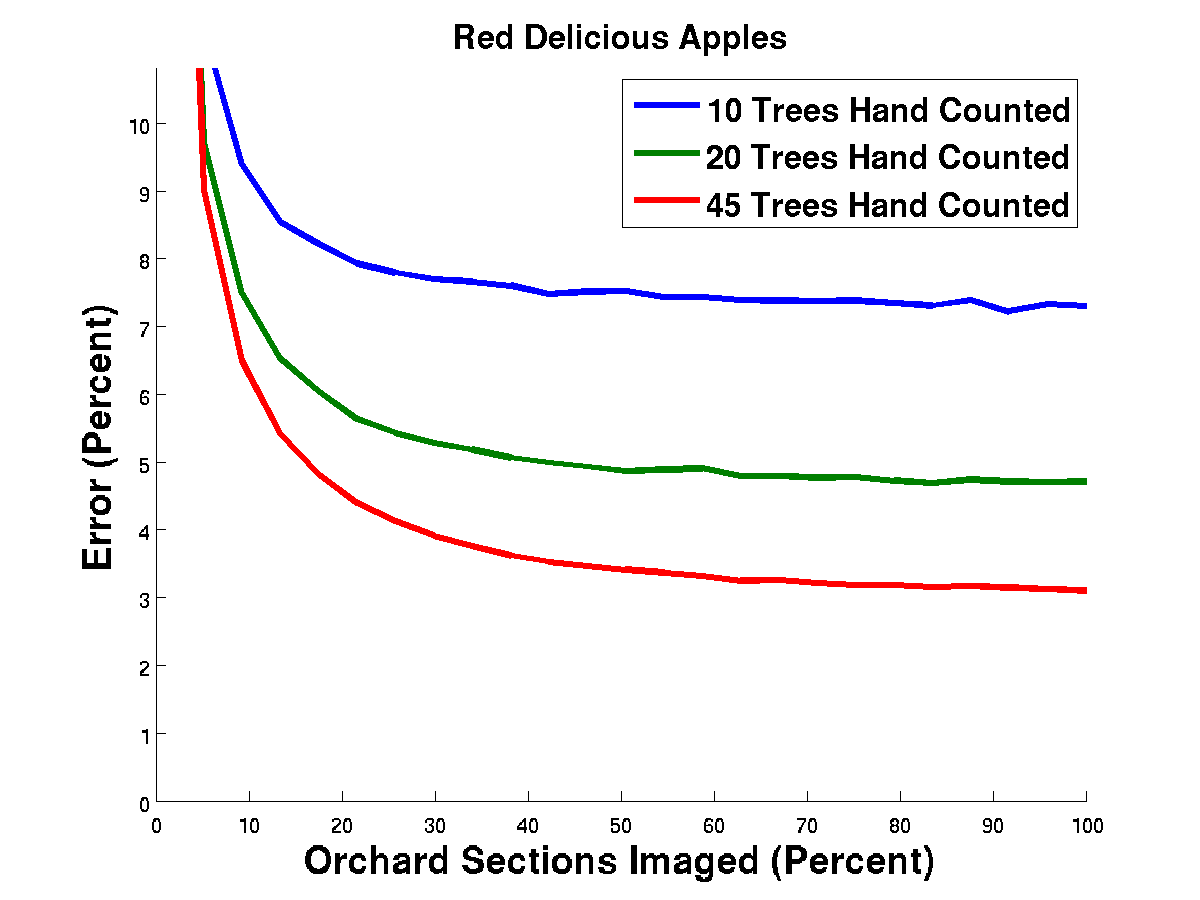 Red Delicious Apples
10 Trees Hand Counted
20 Trees Hand Counted
45 Trees Hand Counted
10
9
8
7
6
5
4
3
2
1
0
Error (Percent)
0 10 20 30 40 50 60 70 80 90 100
Orchard Sections Imaged (Percent)